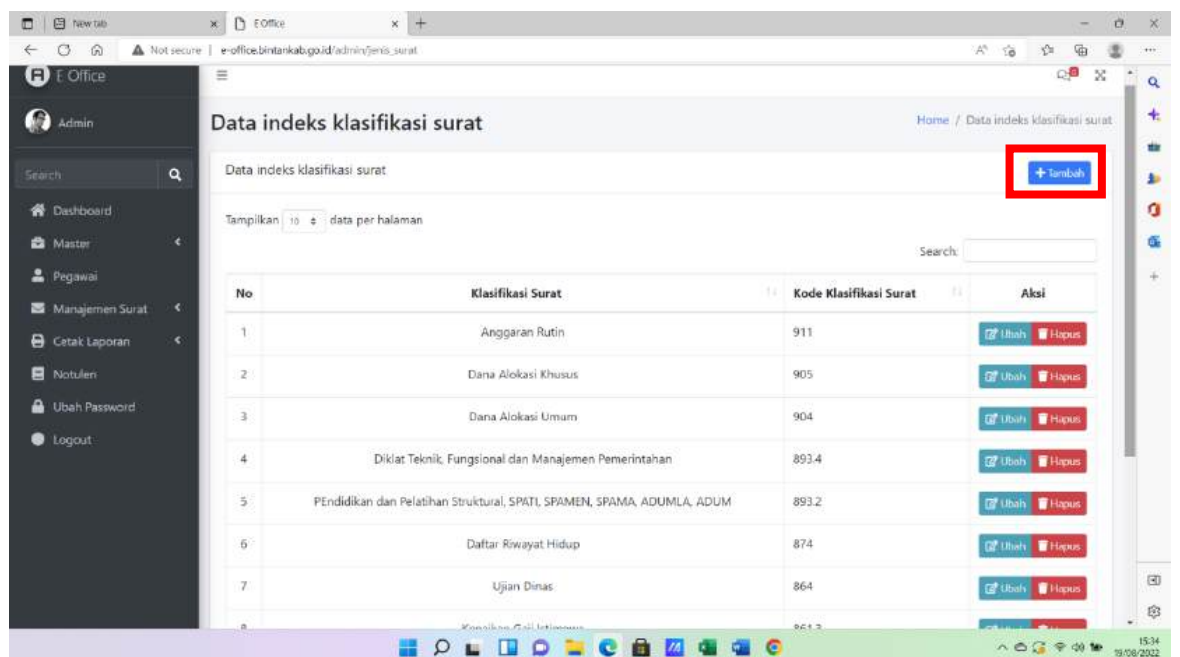 New tab
E Office
Not secure | e-office.bintankab.go.id/admin/jenis_surat
E Office
Admin
Search
Dashboard
Master
Pegawai
Manajemen Surat
Cetak Laporan
Notulen
Ubah Password
Logout
Data indeks klasifikasi surat
Home / Data indeks klasifikasi surat
Data indeks klasifikasi surat
+ Tambah
Tampilkan 10 data per halaman
Search:
No Klasifikasi Surat Kode Klasifikasi Surat Aksi
1 Anggaran Rutin 911 Ubah Hapus
2 Dana Alokasi Khusus 905 Ubah Hapus
3 Dana Alokasi Umum 904 Ubah Hapus
4 Diklat Teknik, Fungsional dan Manajemen Pemerintahan 893.4 Ubah Hapus
5 PEndidikan dan Pelatihan Struktural, SPATI, SPAMEN, SPAMA, ADUMLA, ADUM 893.2 Ubah Hapus
6 Daftar Riwayat Hidup 874 Ubah Hapus
7 Ujian Dinas 864 Ubah Hapus
15:34
19/08/2022